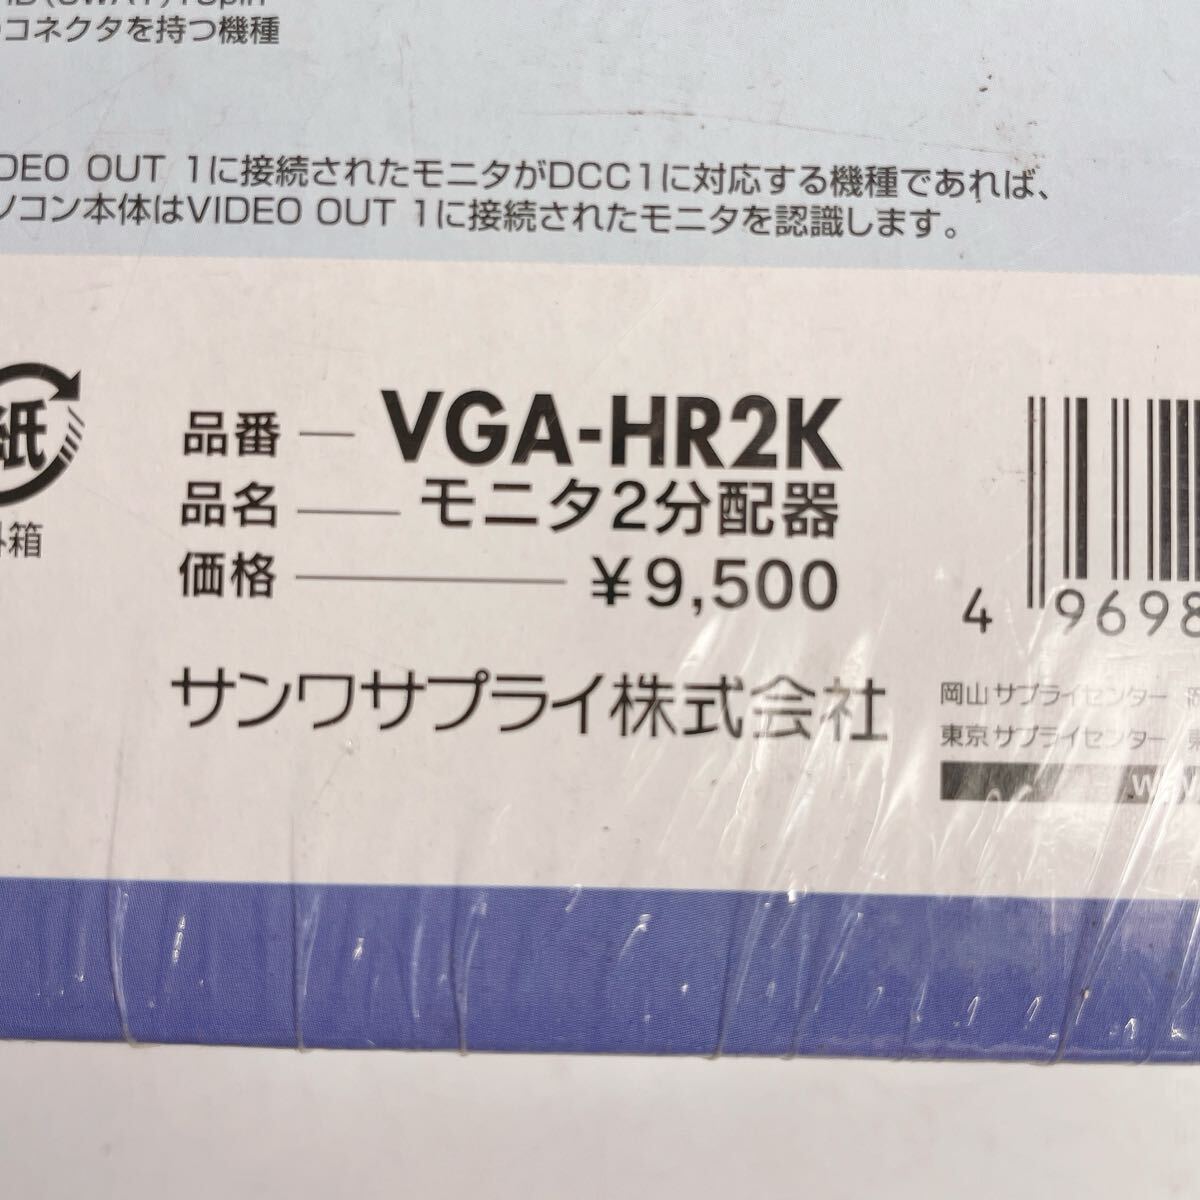 コネクタを持つ機種
DEO OUT 1に接続されたモニタがDCC1に対応する機種であれば、
ソコン本体はVIDEO OUT 1に接続されたモニタを認識します。
紙
箱
品番 VGA-HR2K
品名 モニタ2分配器
価格 ¥9,500
サンワサプライ株式会社
4 9698
岡山サプライセンター
東京サプライセンター